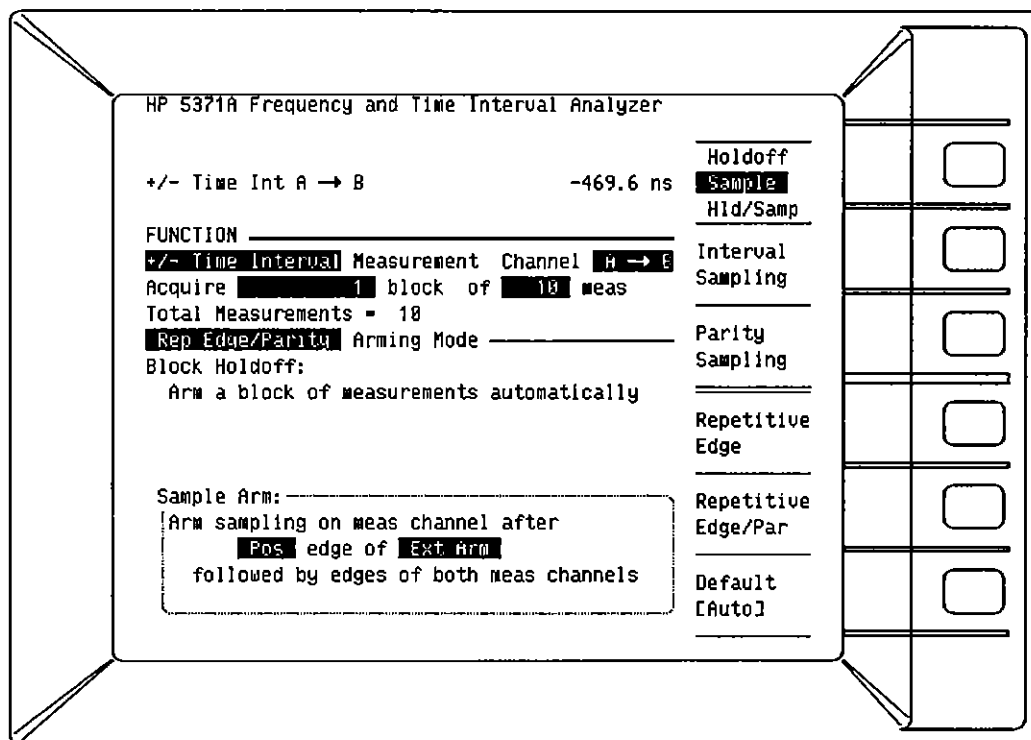 HP 5371A Frequency and Time Interval Analyzer
+/- Time Int A → B -469.6 ns
FUNCTION
+/- Time Interval Measurement Channel A → B
Acquire 1 block of 10 meas
Total Measurements = 10
Rep Edge/Parity Arming Mode
Block Holdoff:
Arm a block of measurements automatically
Sample Arm:
Arm sampling on meas channel after
Pos edge of Ext Arm
followed by edges of both meas channels
Holdoff
Sample
Hld/Samp
Interval
Sampling
Parity
Sampling
Repetitive
Edge
Repetitive
Edge/Par
Default
[Auto]